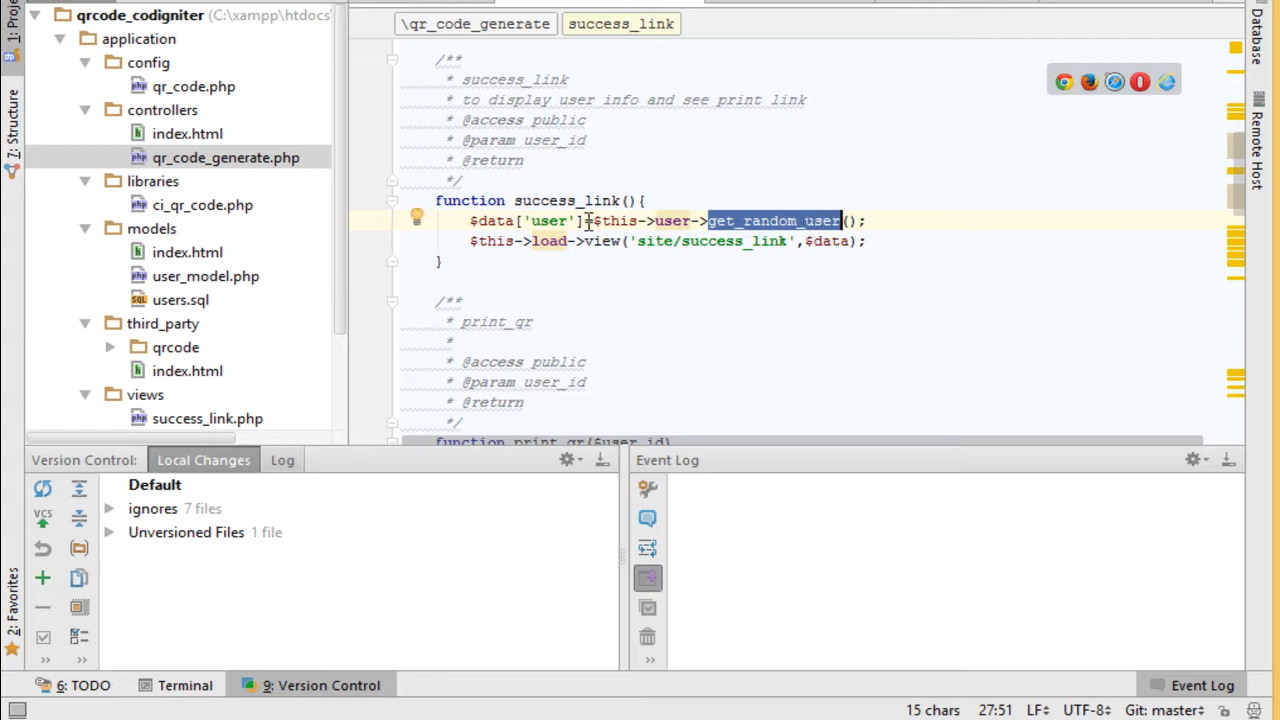 1: Proje
qrcode_codigniter (C:\xampp\htdocs
application
config
qr_code.php
controllers
index.html
qr_code_generate.php
libraries
ci_qr_code.php
models
index.html
user_model.php
users.sql
third_party
qrcode
index.html
views
success_link.php
7: Structure
2: Favorites
\qr_code_generate
success_link
/**
* success_link
* to display user info and see print link
* @access public
* @param user_id
* @return
*/
function success_link(){
$data['user']=$this->user->get_random_user();
$this->load->view('site/success_link',$data);
}
/**
* print_qr
*
* @access public
* @param user_id
* @return
*/
function print_qr($user_id)
Database
Remote Host
Version Control:
Local Changes
Log
Default
ignores 7 files
Unversioned Files 1 file
VCS
Event Log
6: TODO
Terminal
9: Version Control
Event Log
15 chars
27:51
LF
UTF-8
Git: master